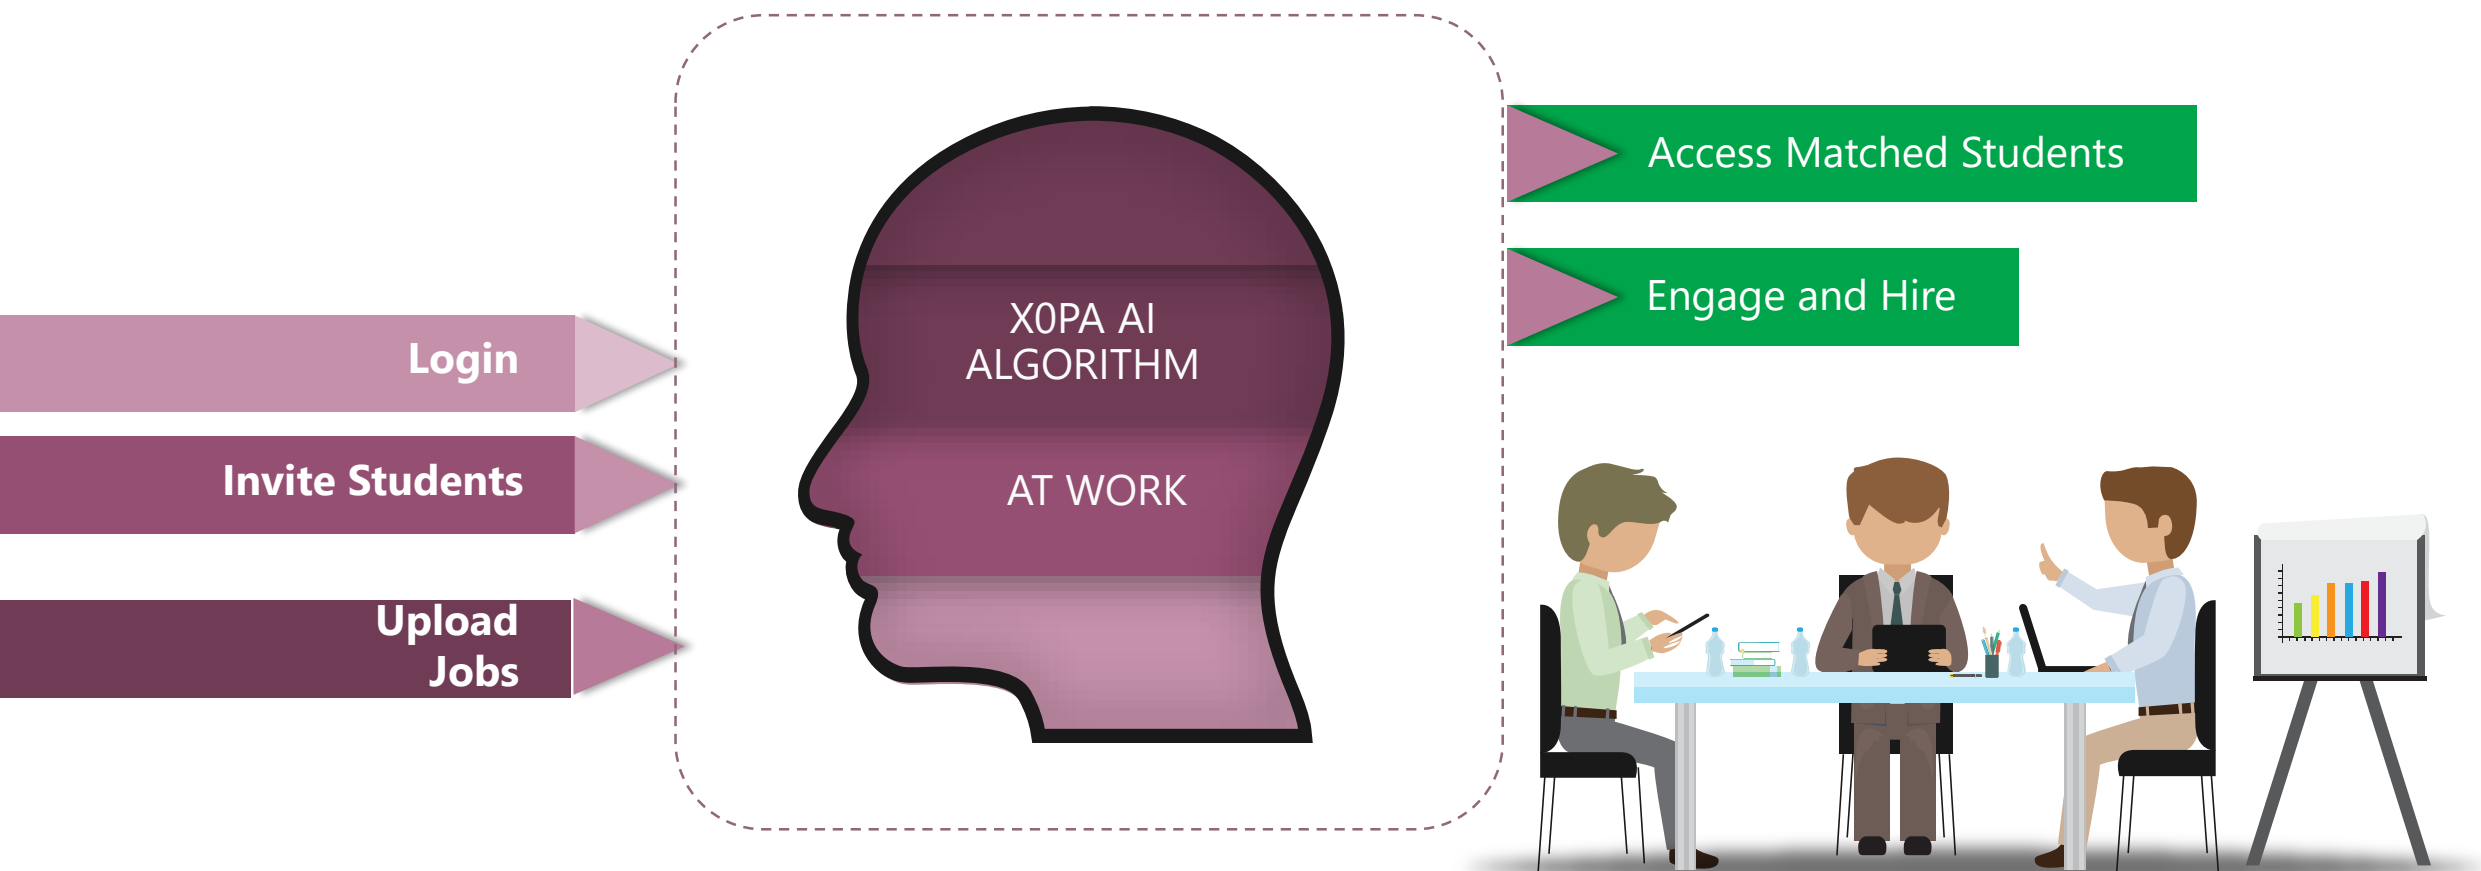 Login
Invite Students
Upload
Jobs
X0PA AI
ALGORITHM
AT WORK
Access Matched Students
Engage and Hire